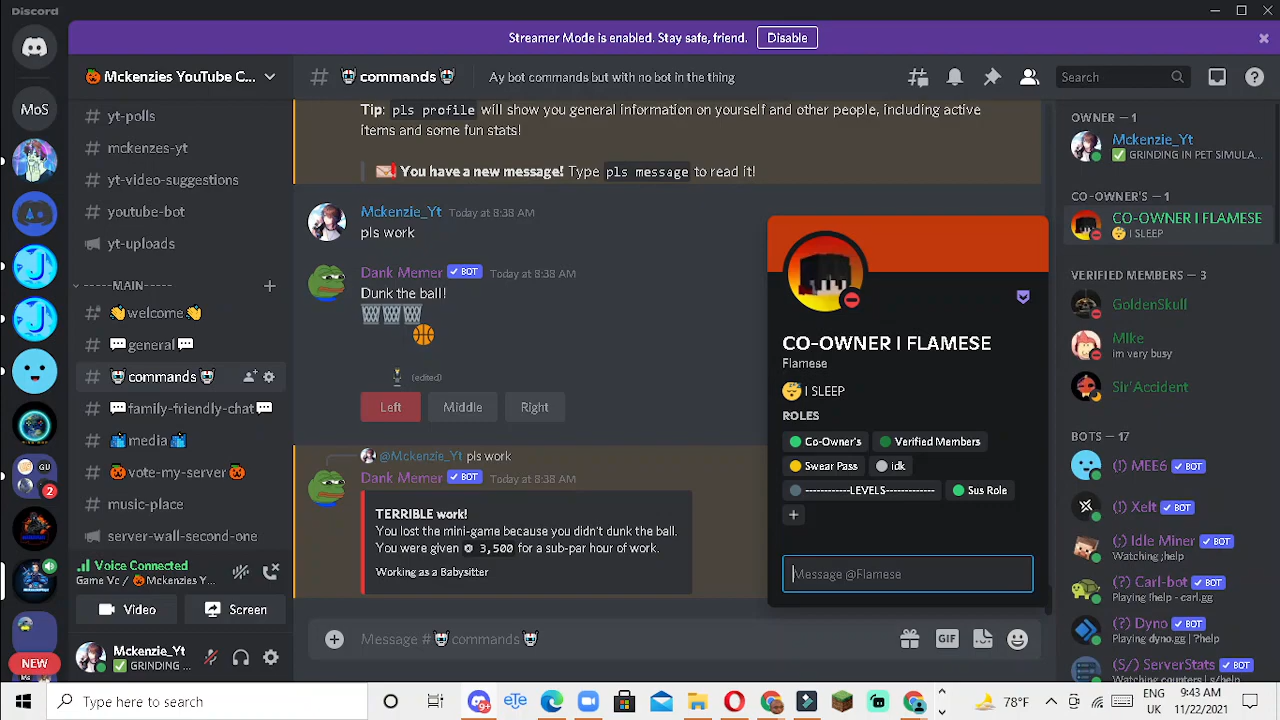 Discord
Streamer Mode is enabled. Stay safe, friend.
Disable
MoS
GU
2
NEW
Mckenzies YouTube C...
yt-polls
mckenzes-yt
yt-video-suggestions
youtube-bot
yt-uploads
----MAIN----
welcome
general
commands
family-friendly-chat
media
vote-my-server
music-place
server-wall-second-one
Voice Connected
Game Vc / Mckenzies Y...
Video
Screen
Mckenzie_Yt
GRINDING ...
# commands
Ay bot commands but with no bot in the thing
Search
Tip: pls profile will show you general information on yourself and other people, including active
items and some fun stats!
You have a new message! Type pls message to read it!
Mckenzie_Yt Today at 8:38 AM
pls work
Dank Memer BOT Today at 8:38 AM
Dunk the ball!
(edited)
Left
Middle
Right
@Mckenzie_Yt pls work
Dank Memer BOT Today at 8:38 AM
TERRIBLE work!
You lost the mini-game because you didn't dunk the ball.
You were given 3,500 for a sub-par hour of work.
Working as a Babysitter
Message # commands
GIF
CO-OWNER I FLAMESE
Flamese
I SLEEP
ROLES
Co-Owner's
Verified Members
Swear Pass
idk
------------LEVELS------------
Sus Role
+
Message @Flamese
OWNER — 1
Mckenzie_Yt
GRINDING IN PET SIMULA...
CO-OWNER'S — 1
CO-OWNER I FLAMESE
I SLEEP
VERIFIED MEMBERS — 3
GoldenSkull
MIke
im very busy
SIr'Accident
BOTS — 17
(!) MEE6 BOT
(!) Xelt BOT
(!) Idle Miner BOT
Watching ;help
(?) Carl-bot BOT
Playing !help - carl.gg
(?) Dyno BOT
Playing dyno.gg | ?help
(S/) ServerStats BOT
Watching counters | s/help
Type here to search
9+
eTe
78°F
ENG
UK
9:43 AM
11/22/2021